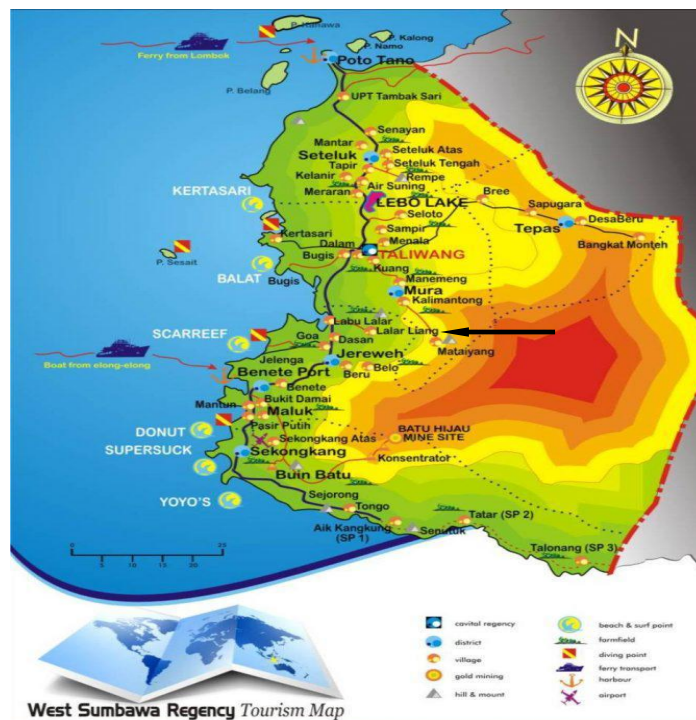 P. Kanawa
P. Kalong
P. Namo
N
Ferry from Lombok
Poto Tano
P. Belang
UPT Tambak Sari
Senayan
Mantar
Seteluk Atas
Seteluk
Tapir
Seteluk Tengah
Kelanir
Rempe
Air Suning
KERTASARI
Meraran
LEBO LAKE
Bree
Sapugara
Seloto
DesaBeru
Tepas
Kertasari
Sampir
Dalam
Menala
Bangkat Monteh
TALIWANG
P. Sesait
Bugis
Kuang
BALAT
Bugis
Manemeng
Mura
Kalimantong
Labu Lalar
SCARREEF
Goa
Lalar Liang
Dasan
Mataiyang
Boat from elong-elong
Jelenga
Jereweh
Benete Port
Beru
Belo
Benete
Bukit Damai
Mantun
Maluk
DONUT
Pasir Putih
BATU HIJAU
MINE SITE
Sekongkang Atas
SUPERSUCK
Sekongkang
Konsentrator
Buin Batu
YOYO'S
Sejorong
Tongo
Tatar (SP 2)
Aik Kangkung
(SP 1)
Senutuk
0 5 10 15 25
Talonang (SP 3)
cavital regency
district
village
gold mining
hill & mount
beach & surf point
farmfield
diving point
ferry transport
harbour
airport
West Sumbawa Regency Tourism Map